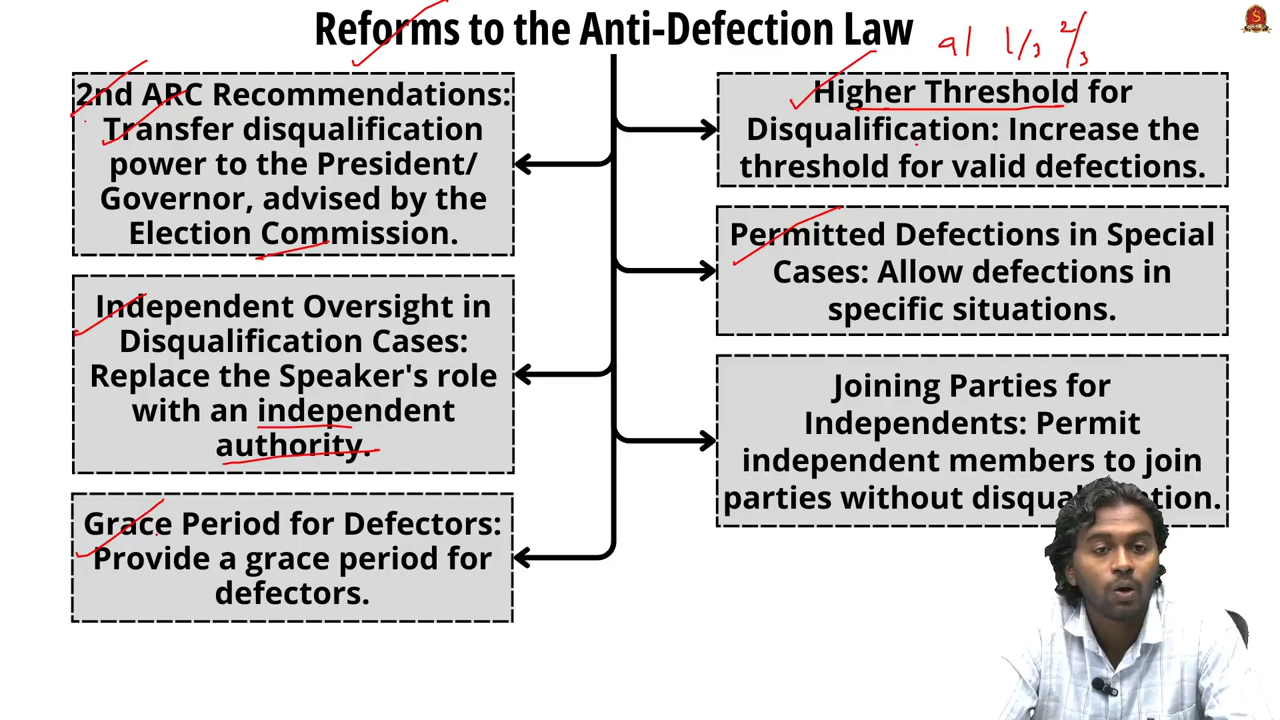 Reforms to the Anti-Defection Law
91 1/3 2/3
2nd ARC Recommendations:
Transfer disqualification
power to the President/
Governor, advised by the
Election Commission.
Independent Oversight in
Disqualification Cases:
Replace the Speaker's role
with an independent
authority.
Grace Period for Defectors:
Provide a grace period for
defectors.
Higher Threshold for
Disqualification: Increase the
threshold for valid defections.
Permitted Defections in Special
Cases: Allow defections in
specific situations.
Joining Parties for
Independents: Permit
independent members to join
parties without